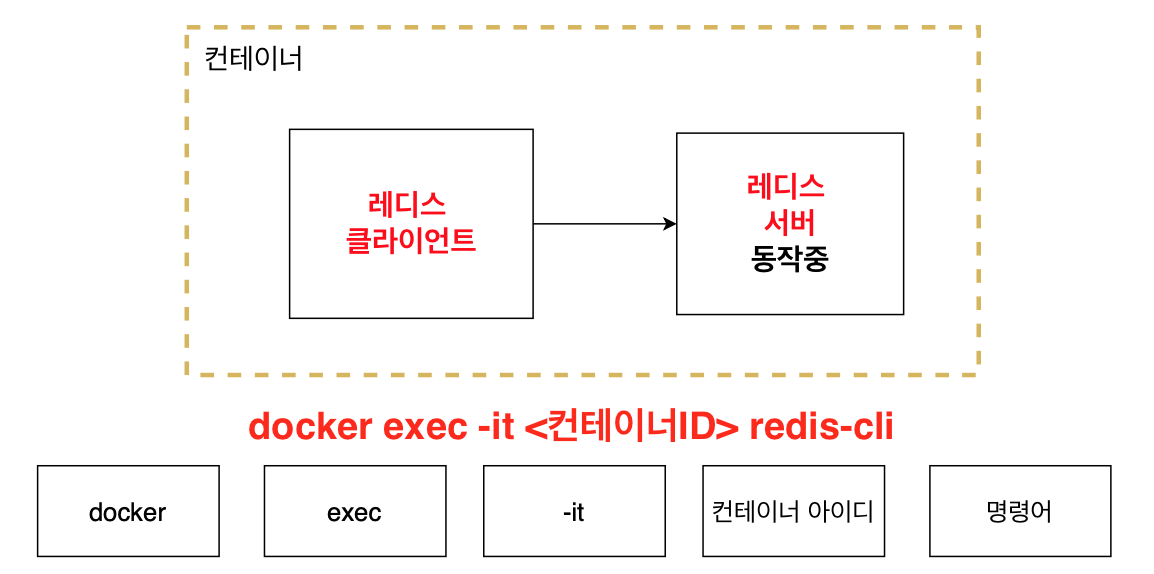 컨테이너
레디스
클라이언트
레디스
서버
동작중
docker exec -it <컨테이너ID> redis-cli
docker
exec
-it
컨테이너 아이디
명령어